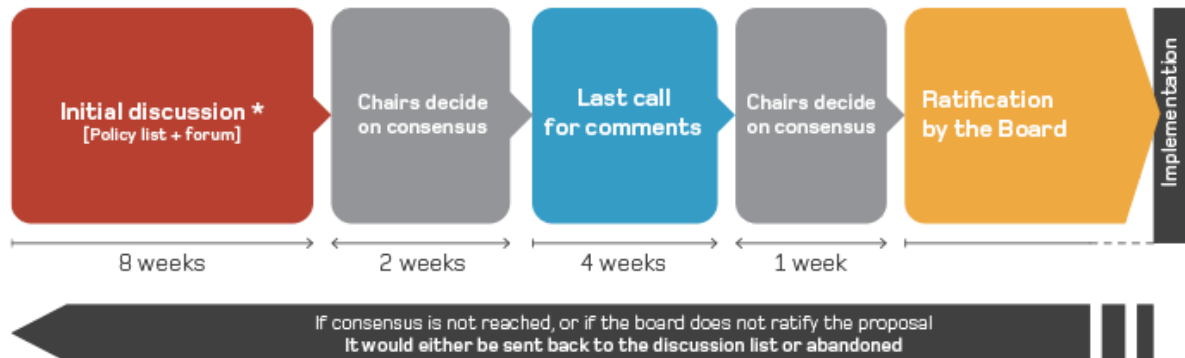 Initial discussion *
[Policy list + forum]
Chairs decide
on consensus
Last call
for comments
Chairs decide
on consensus
Ratification
by the Board
Implementation
8 weeks
2 weeks
4 weeks
1 week
If consensus is not reached, or if the board does not ratify the proposal
It would either be sent back to the discussion list or abandoned